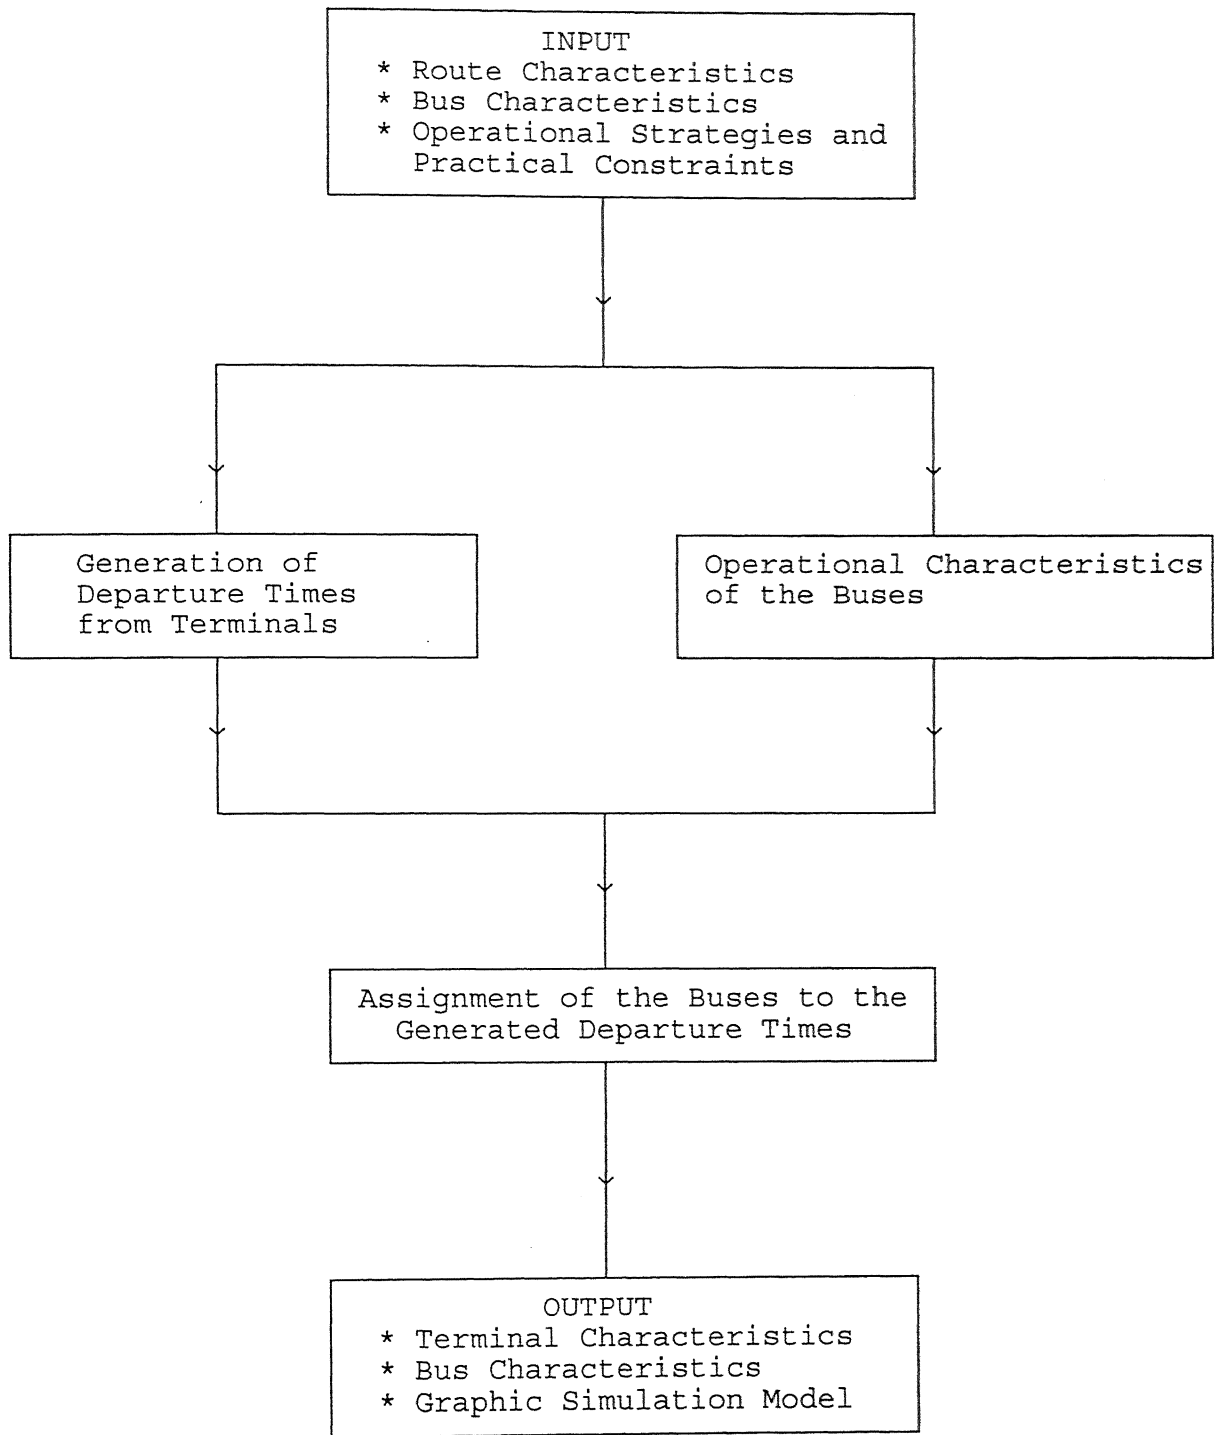 INPUT
* Route Characteristics
* Bus Characteristics
* Operational Strategies and
Practical Constraints
Generation of
Departure Times
from Terminals
Operational Characteristics
of the Buses
Assignment of the Buses to the
Generated Departure Times
OUTPUT
* Terminal Characteristics
* Bus Characteristics
* Graphic Simulation Model